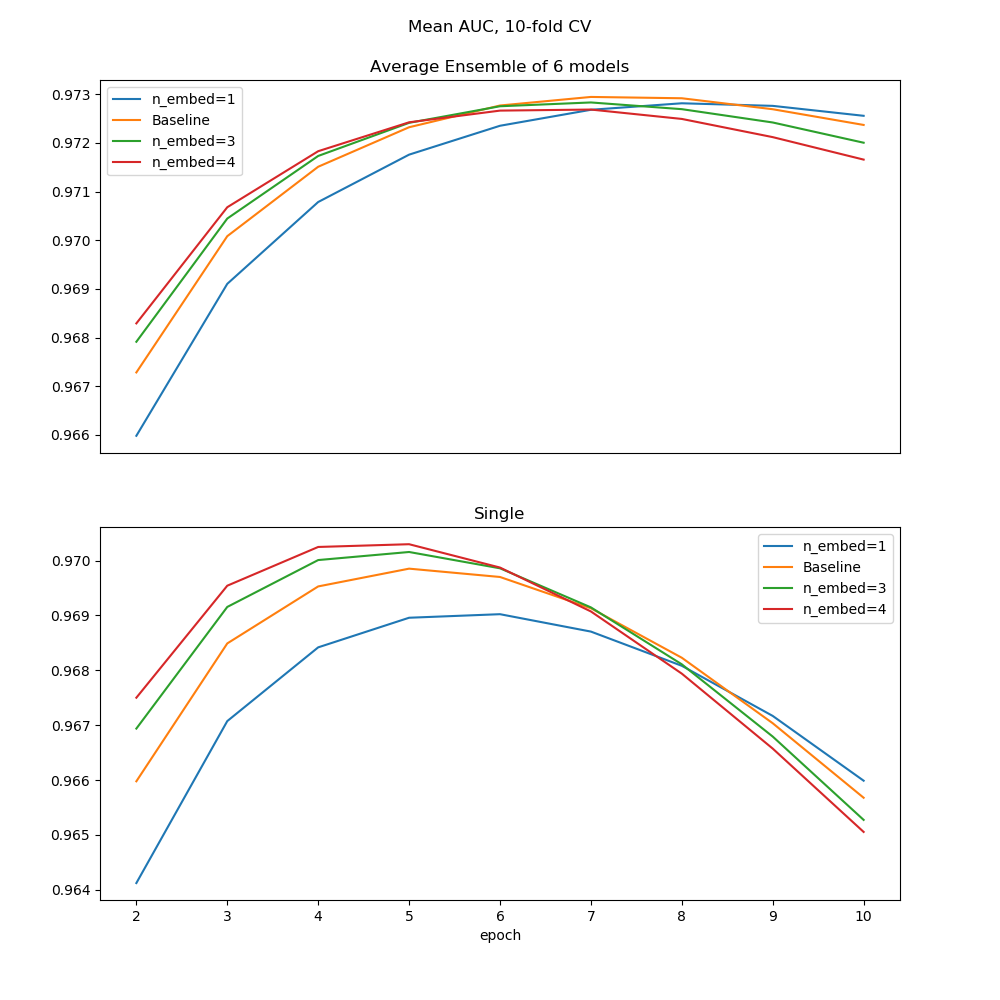 Mean AUC, 10-fold CV
Average Ensemble of 6 models
n_embed=1
Baseline
n_embed=3
n_embed=4
0.973
0.972
0.971
0.970
0.969
0.968
0.967
0.966
Single
n_embed=1
Baseline
n_embed=3
n_embed=4
0.970
0.969
0.968
0.967
0.966
0.965
0.964
2 3 4 5 6 7 8 9 10
epoch